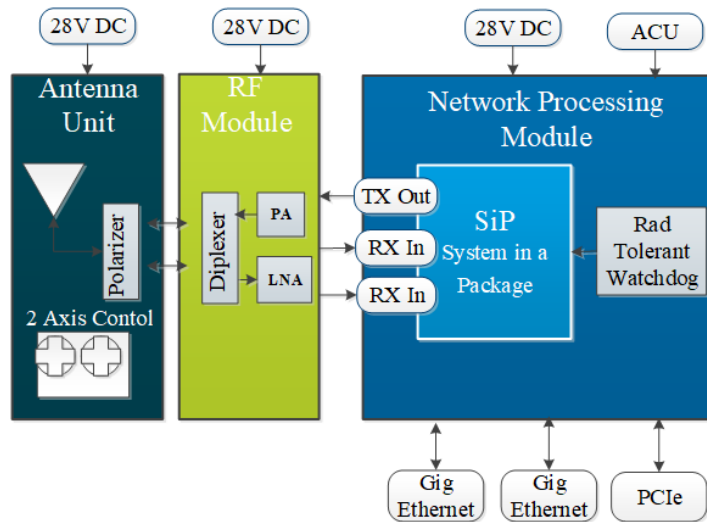 28V DC
28V DC
28V DC
ACU
Antenna
Unit
RF
Module
Network Processing
Module
Polarizer
2 Axis Contol
Diplexer
PA
LNA
TX Out
RX In
RX In
SiP
System in a
Package
Rad
Tolerant
Watchdog
Gig
Ethernet
Gig
Ethernet
PCIe